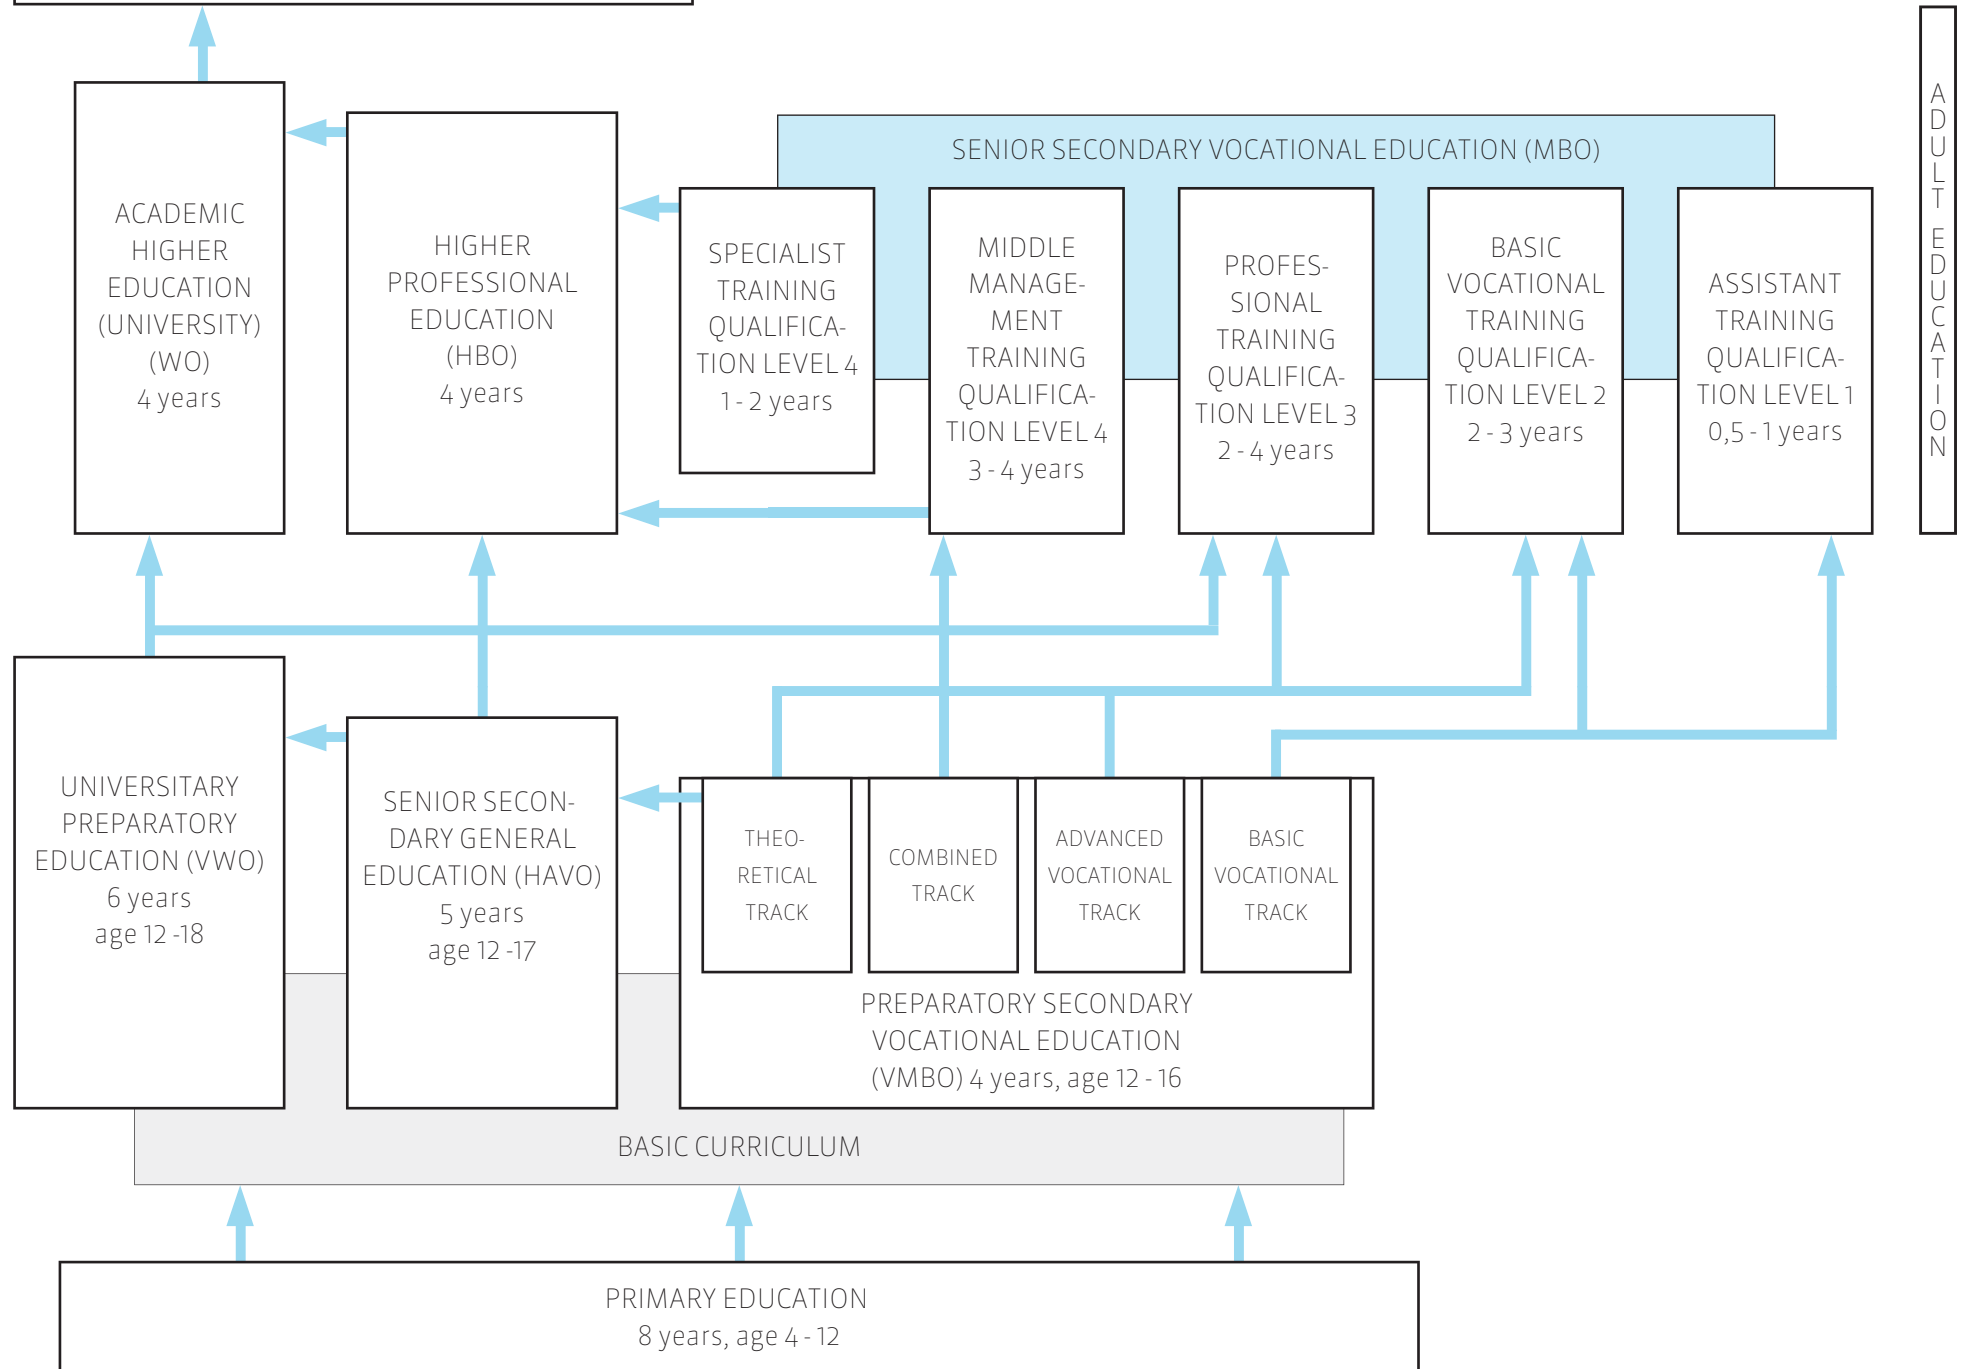 SENIOR SECONDARY VOCATIONAL EDUCATION (MBO)
ACADEMIC
HIGHER
EDUCATION
(UNIVERSITY)
(WO)
4 years
HIGHER
PROFESSIONAL
EDUCATION
(HBO)
4 years
SPECIALIST
TRAINING
QUALIFICA-
TION LEVEL 4
1 - 2 years
MIDDLE
MANAGE-
MENT
TRAINING
QUALIFICA-
TION LEVEL 4
3 - 4 years
PROFES-
SIONAL
TRAINING
QUALIFICA-
TION LEVEL 3
2 - 4 years
BASIC
VOCATIONAL
TRAINING
QUALIFICA-
TION LEVEL 2
2 - 3 years
ASSISTANT
TRAINING
QUALIFICA-
TION LEVEL 1
0,5 - 1 years
ADULT EDUCATION
UNIVERSITARY
PREPARATORY
EDUCATION (VWO)
6 years
age 12 -18
SENIOR SECON-
DARY GENERAL
EDUCATION (HAVO)
5 years
age 12 -17
THEO-
RETICAL
TRACK
COMBINED
TRACK
ADVANCED
VOCATIONAL
TRACK
BASIC
VOCATIONAL
TRACK
PREPARATORY SECONDARY
VOCATIONAL EDUCATION
(VMBO) 4 years, age 12 - 16
BASIC CURRICULUM
PRIMARY EDUCATION
8 years, age 4 - 12